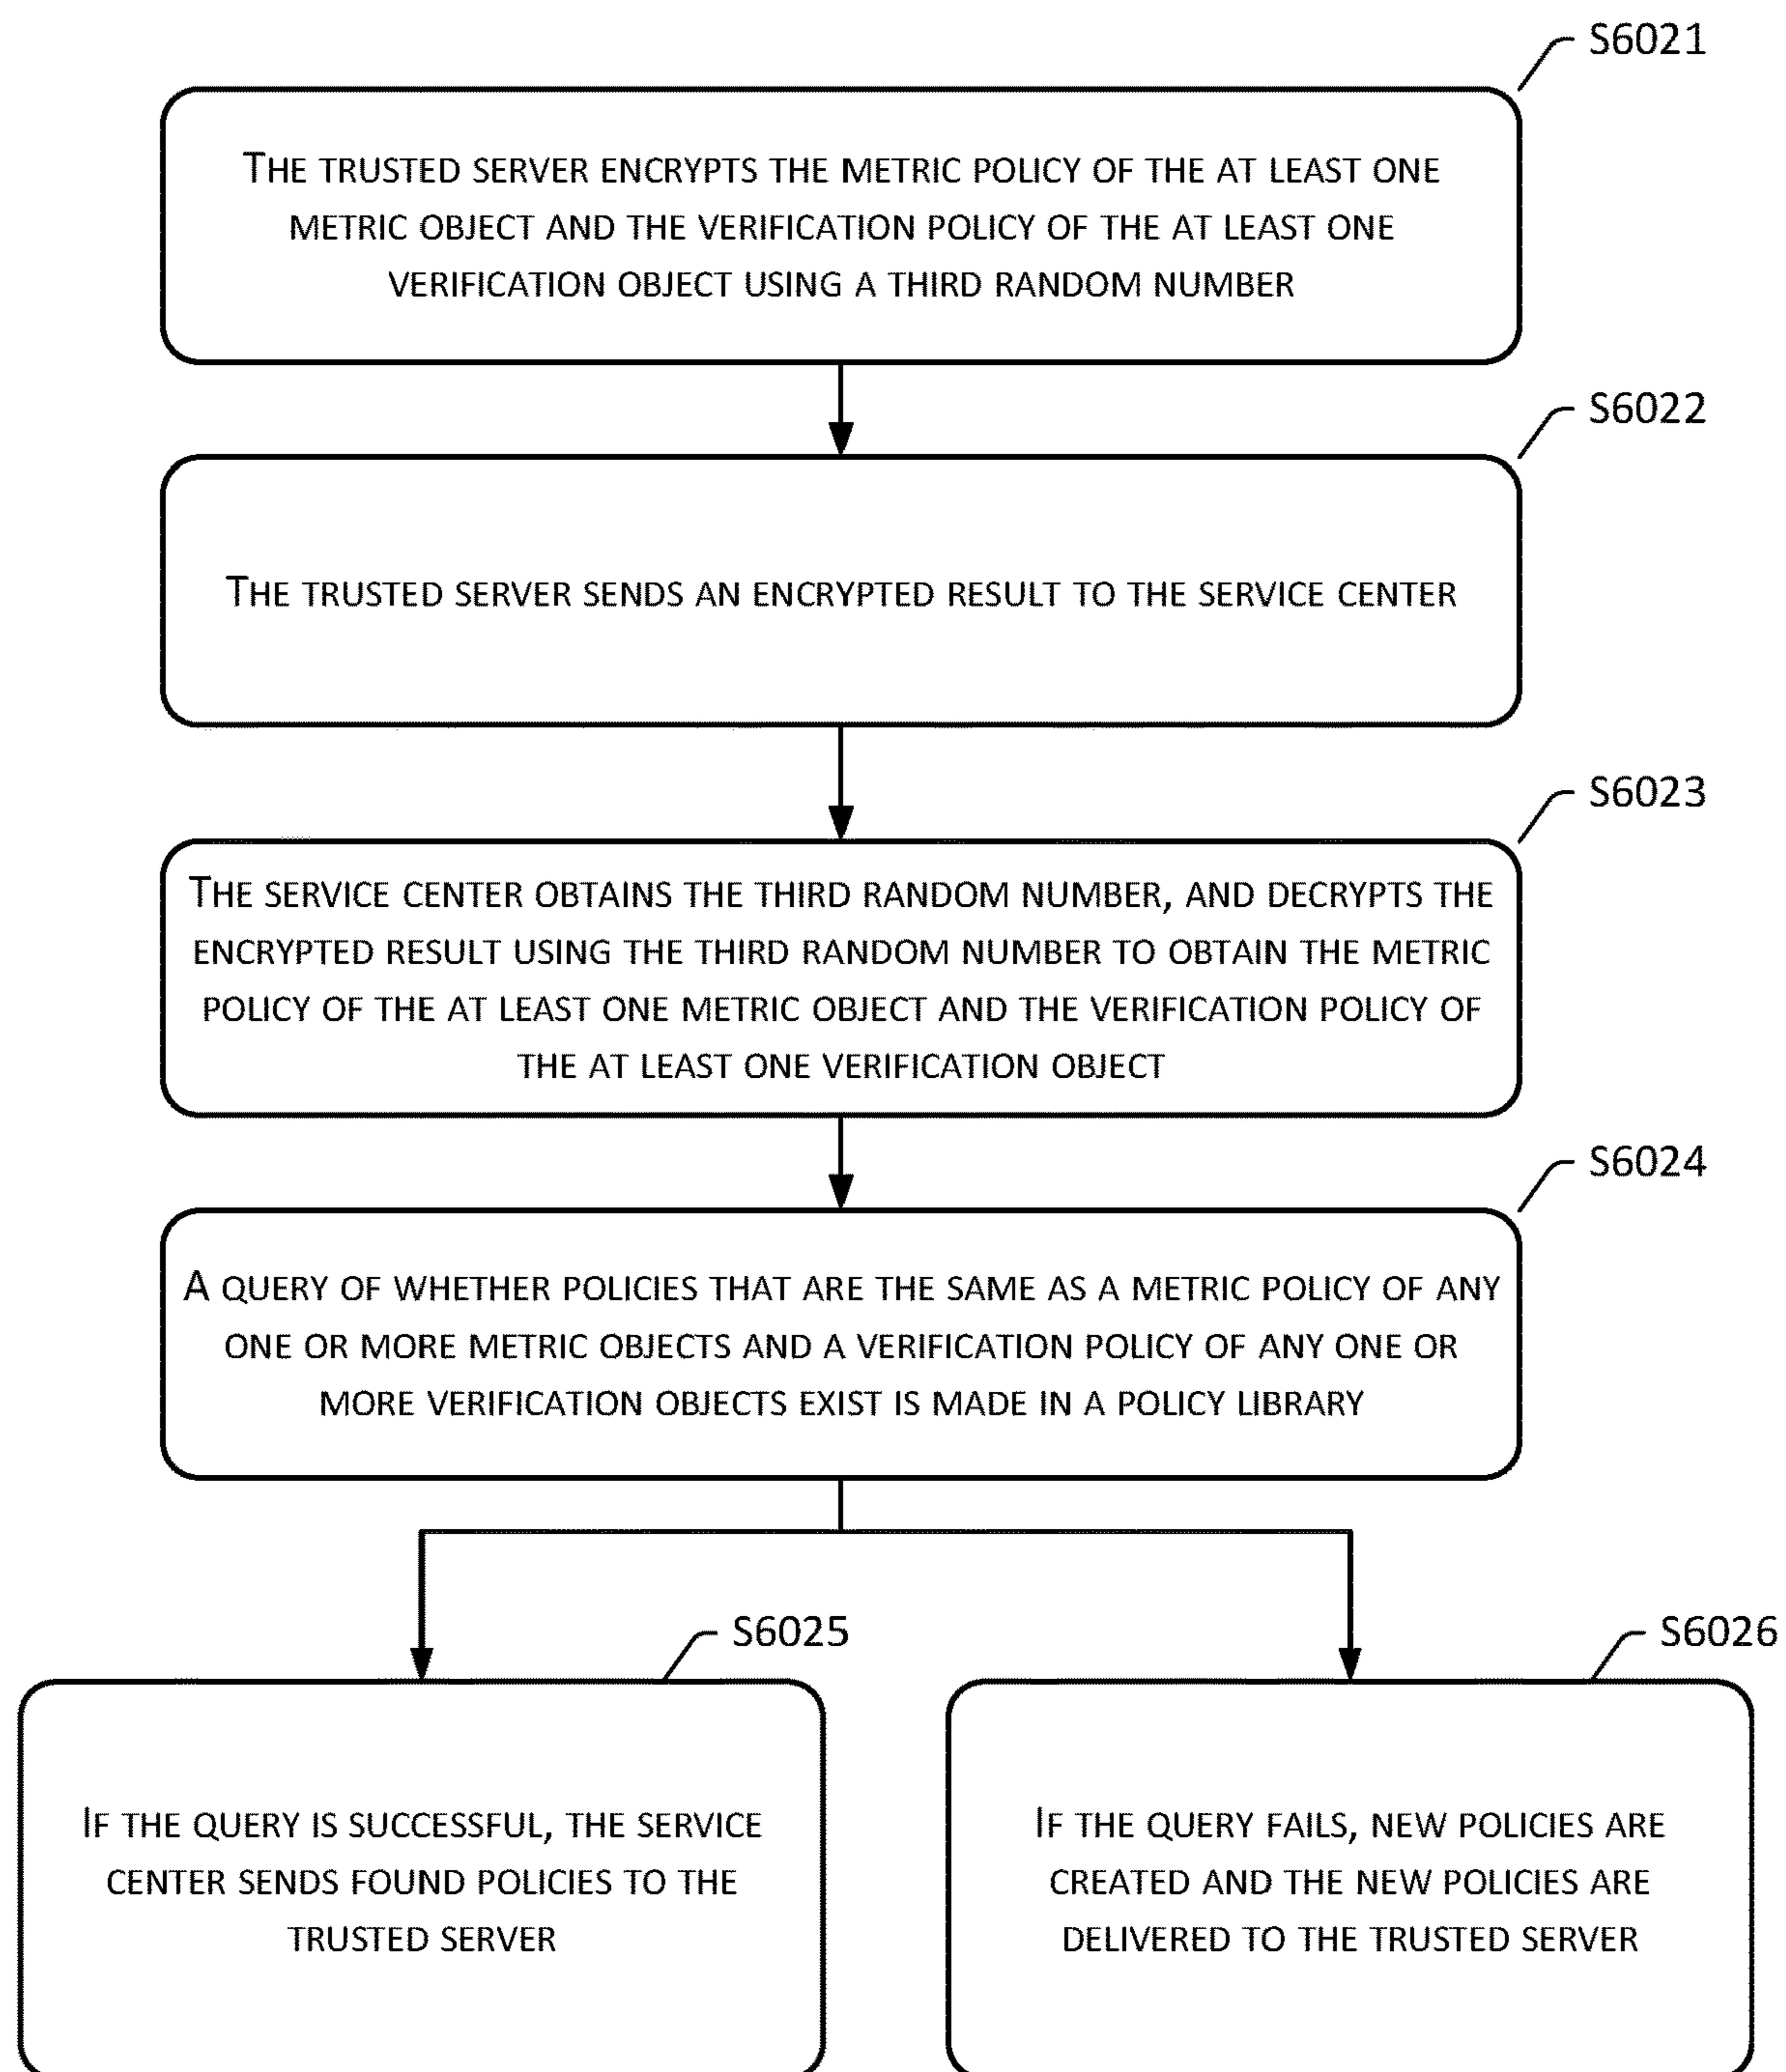 S6021
THE TRUSTED SERVER ENCRYPTS THE METRIC POLICY OF THE AT LEAST ONE
METRIC OBJECT AND THE VERIFICATION POLICY OF THE AT LEAST ONE
VERIFICATION OBJECT USING A THIRD RANDOM NUMBER
S6022
THE TRUSTED SERVER SENDS AN ENCRYPTED RESULT TO THE SERVICE CENTER
S6023
THE SERVICE CENTER OBTAINS THE THIRD RANDOM NUMBER, AND DECRYPTS THE
ENCRYPTED RESULT USING THE THIRD RANDOM NUMBER TO OBTAIN THE METRIC
POLICY OF THE AT LEAST ONE METRIC OBJECT AND THE VERIFICATION POLICY OF
THE AT LEAST ONE VERIFICATION OBJECT
S6024
A QUERY OF WHETHER POLICIES THAT ARE THE SAME AS A METRIC POLICY OF ANY
ONE OR MORE METRIC OBJECTS AND A VERIFICATION POLICY OF ANY ONE OR
MORE VERIFICATION OBJECTS EXIST IS MADE IN A POLICY LIBRARY
S6025
IF THE QUERY IS SUCCESSFUL, THE SERVICE
CENTER SENDS FOUND POLICIES TO THE
TRUSTED SERVER
S6026
IF THE QUERY FAILS, NEW POLICIES ARE
CREATED AND THE NEW POLICIES ARE
DELIVERED TO THE TRUSTED SERVER